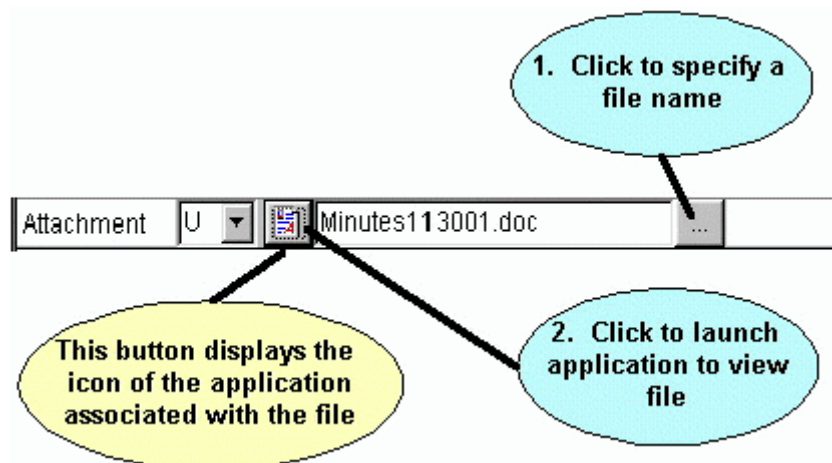 1. Click to specify a
file name
Attachment U Minutes113001.doc ...
This button displays the
icon of the application
associated with the file
2. Click to launch
application to view
file